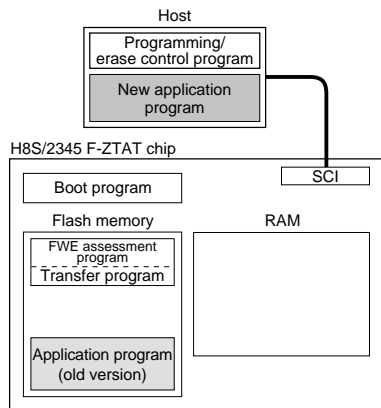 Host
Programming/
erase control program
New application
program
H8S/2345 F-ZTAT chip
SCI
Boot program
Flash memory
RAM
FWE assessment
program
Transfer program
Application program
(old version)